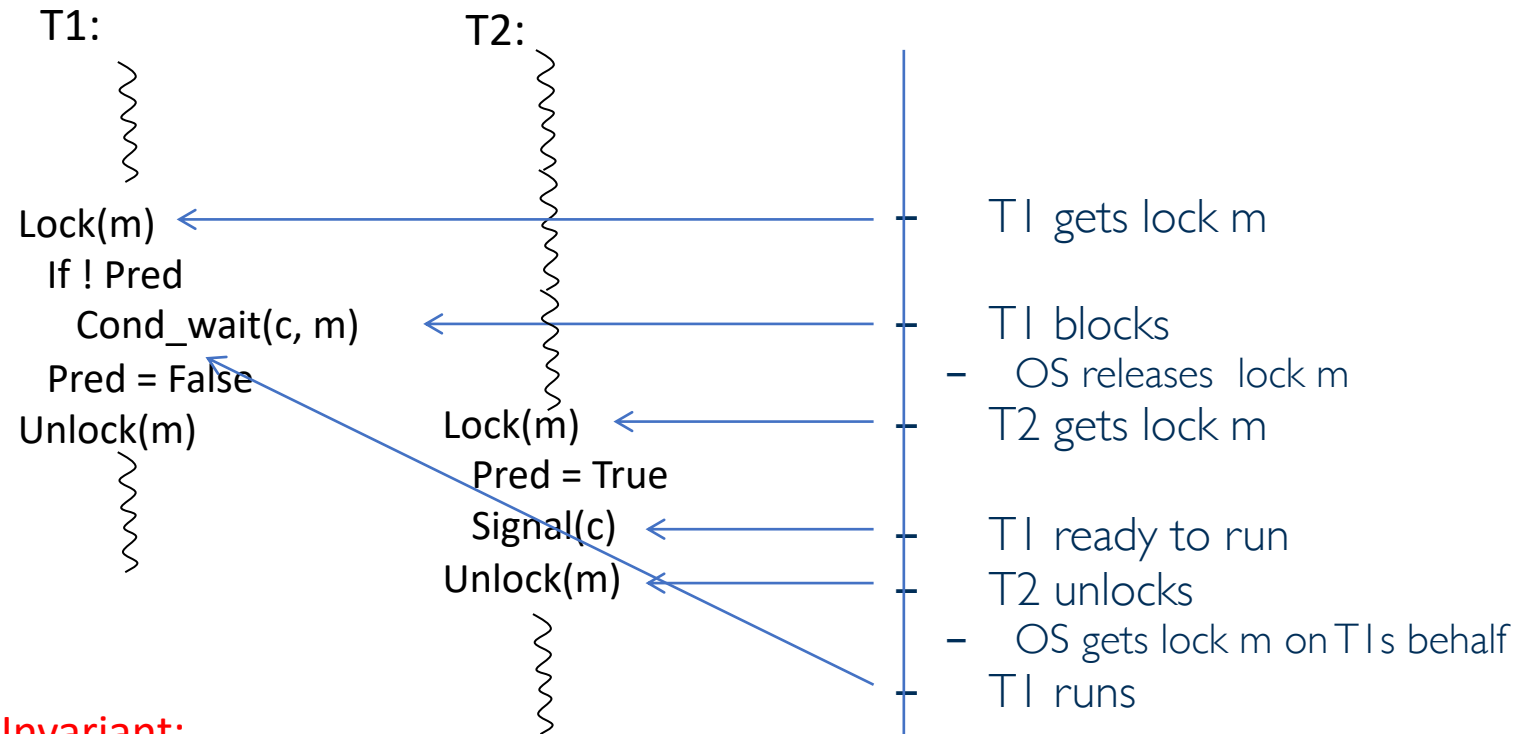 T1:
Lock(m)
If ! Pred
Cond_wait(c, m)
Pred = False
Unlock(m)
T2:
Lock(m)
Pred = True
Signal(c)
Unlock(m)
T1 gets lock m
T1 blocks
– OS releases lock m
T2 gets lock m
T1 ready to run
T2 unlocks
– OS gets lock m on T1s behalf
T1 runs
Invariant: